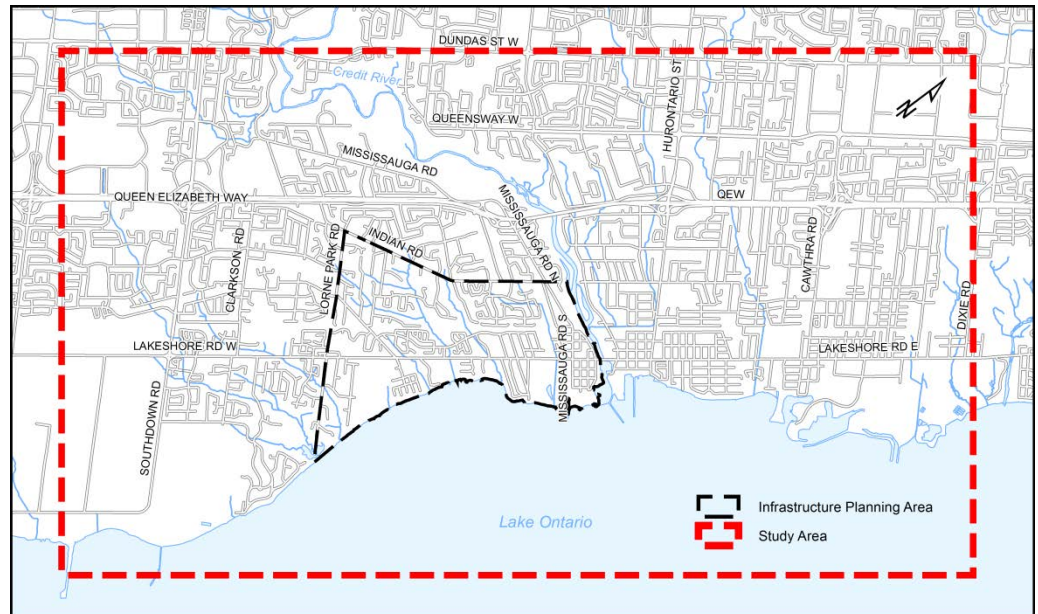 DUNDAS ST W
Credit River
HURONTARIO ST
N
QUEENSWAY W
MISSISSAUGA RD
QUEEN ELIZABETH WAY
MISSISSAUGA RD N
QEW
INDIAN RD
LORNE PARK RD
CLARKSON RD
CAWTHRA RD
DIXIE RD
LAKESHORE RD W
MISSISSAUGA RD S
LAKESHORE RD E
SOUTHDOWN RD
Infrastructure Planning Area
Lake Ontario
Study Area